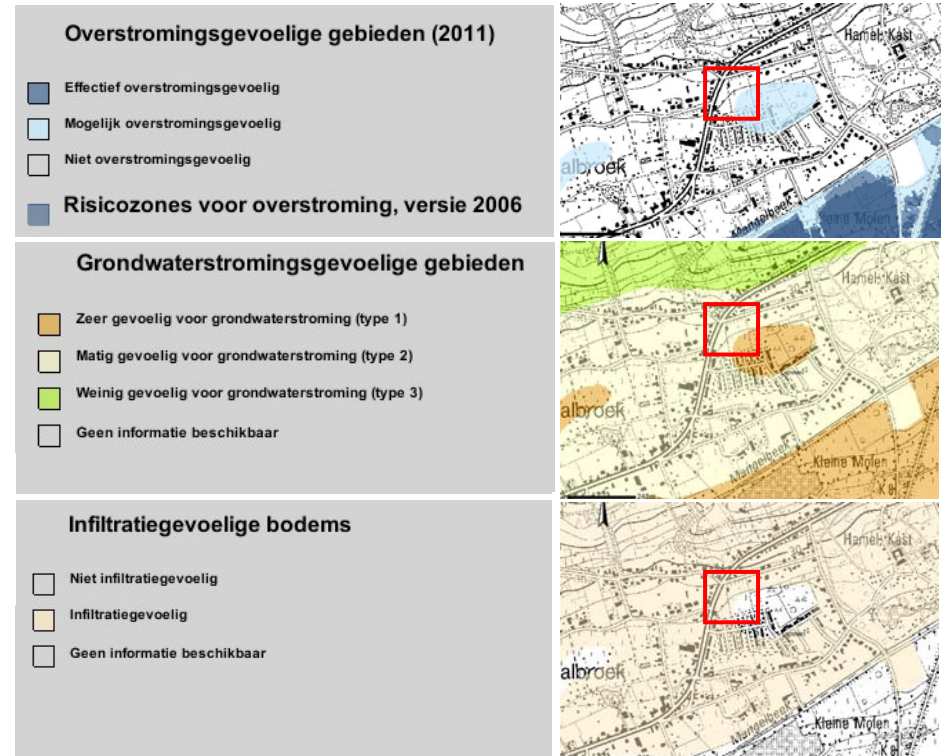 Overstromingsgevoelige gebieden (2011)
Effectief overstromingsgevoelig
Mogelijk overstromingsgevoelig
Niet overstromingsgevoelig
Risicozones voor overstroming, versie 2006
Hamel Kast
albroek
Mangelbeek
Kleine Molen
Grondwaterstromingsgevoelige gebieden
Zeer gevoelig voor grondwaterstroming (type 1)
Matig gevoelig voor grondwaterstroming (type 2)
Weinig gevoelig voor grondwaterstroming (type 3)
Geen informatie beschikbaar
Hamel Kast
albroek
Mangelbeek
Kleine Molen
Infiltratiegevoelige bodems
Niet infiltratiegevoelig
Infiltratiegevoelig
Geen informatie beschikbaar
Hamel Kast
albroek
Mangelbeek
Kleine Molen